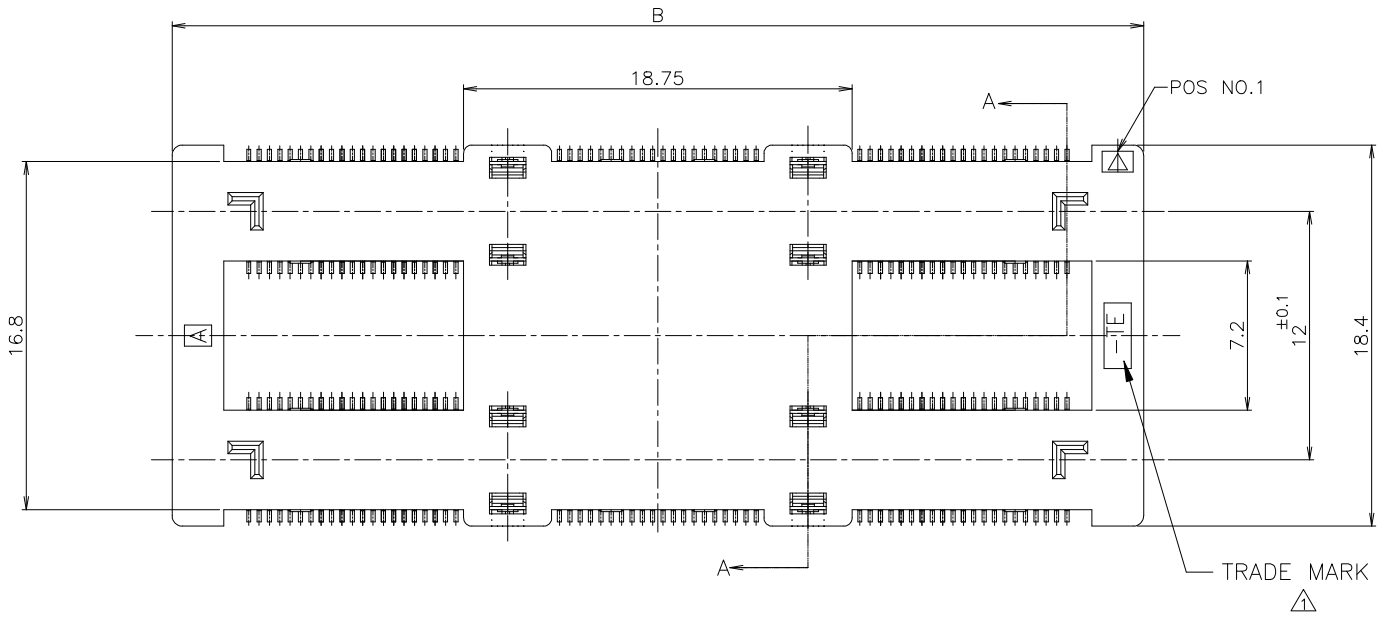 B
18.75
A
POS NO.1
16.8
A
-TE
7.2
±0.1
12
18.4
A
TRADE MARK
1